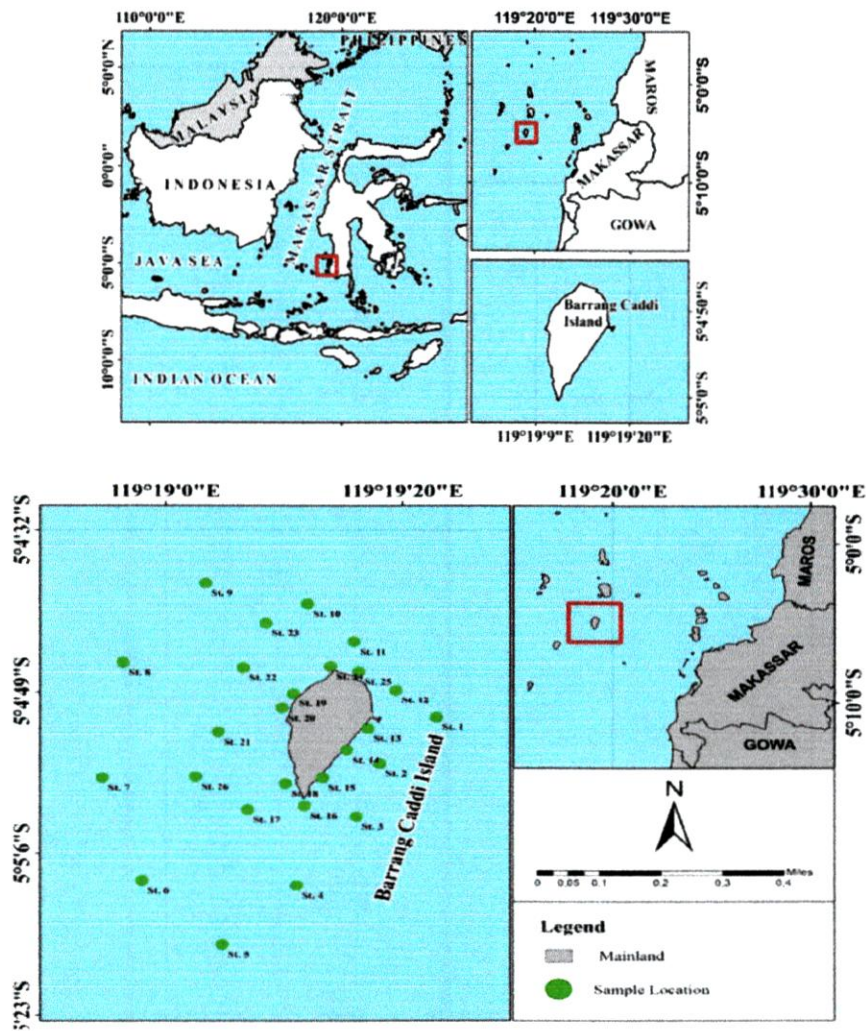 110°0'0"E 120°0'0"E
119°20'0"E 119°30'0"E
5°0'0"N
0°0'0"
5°0'0"S
10°0'0"S
PHILIPPINES
MALAYSIA
INDONESIA
MAKASSAR STRAIT
JAVA SEA
INDIAN OCEAN
MAROS
MAKASSAR
GOWA
5°0'0"S
5°10'0"S
Barrang Caddi
Island
5°4'50"S
5°5'0"S
119°19'9"E 119°19'20"E
119°19'0"E 119°19'20"E
5°4'32"S
5°4'49"S
5°5'6"S
St. 9
St. 10
St. 23
St. 11
St. 8
St. 22
St. 25
St. 19
St. 12
St. 20
St. 1
St. 21
St. 13
St. 14
St. 2
St. 7
St. 26
St. 18
St. 15
St. 17
St. 16
St. 3
St. 6
St. 4
St. 5
Barrang Caddi Island
119°20'0"E 119°30'0"E
5°0'0"S
5°10'0"S
MAROS
MAKASSAR
GOWA
N
0 0.05 0.1 0.2 0.3 0.4
Miles
Legend
Mainland
Sample Location